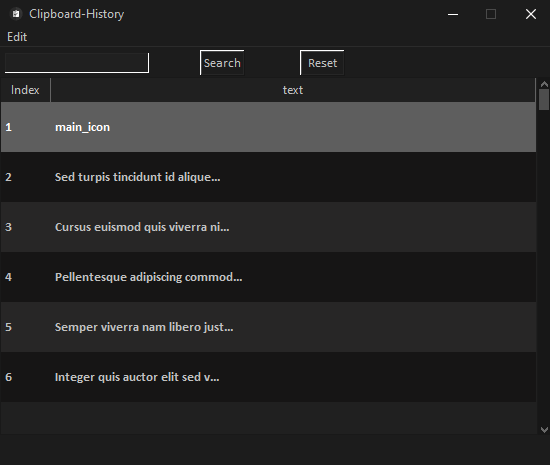 Clipboard-History
Edit
Search Reset
Index text
1 main_icon
2 Sed turpis tincidunt id alique...
3 Cursus euismod quis viverra ni...
4 Pellentesque adipiscing commod...
5 Semper viverra nam libero just...
6 Integer quis auctor elit sed v...